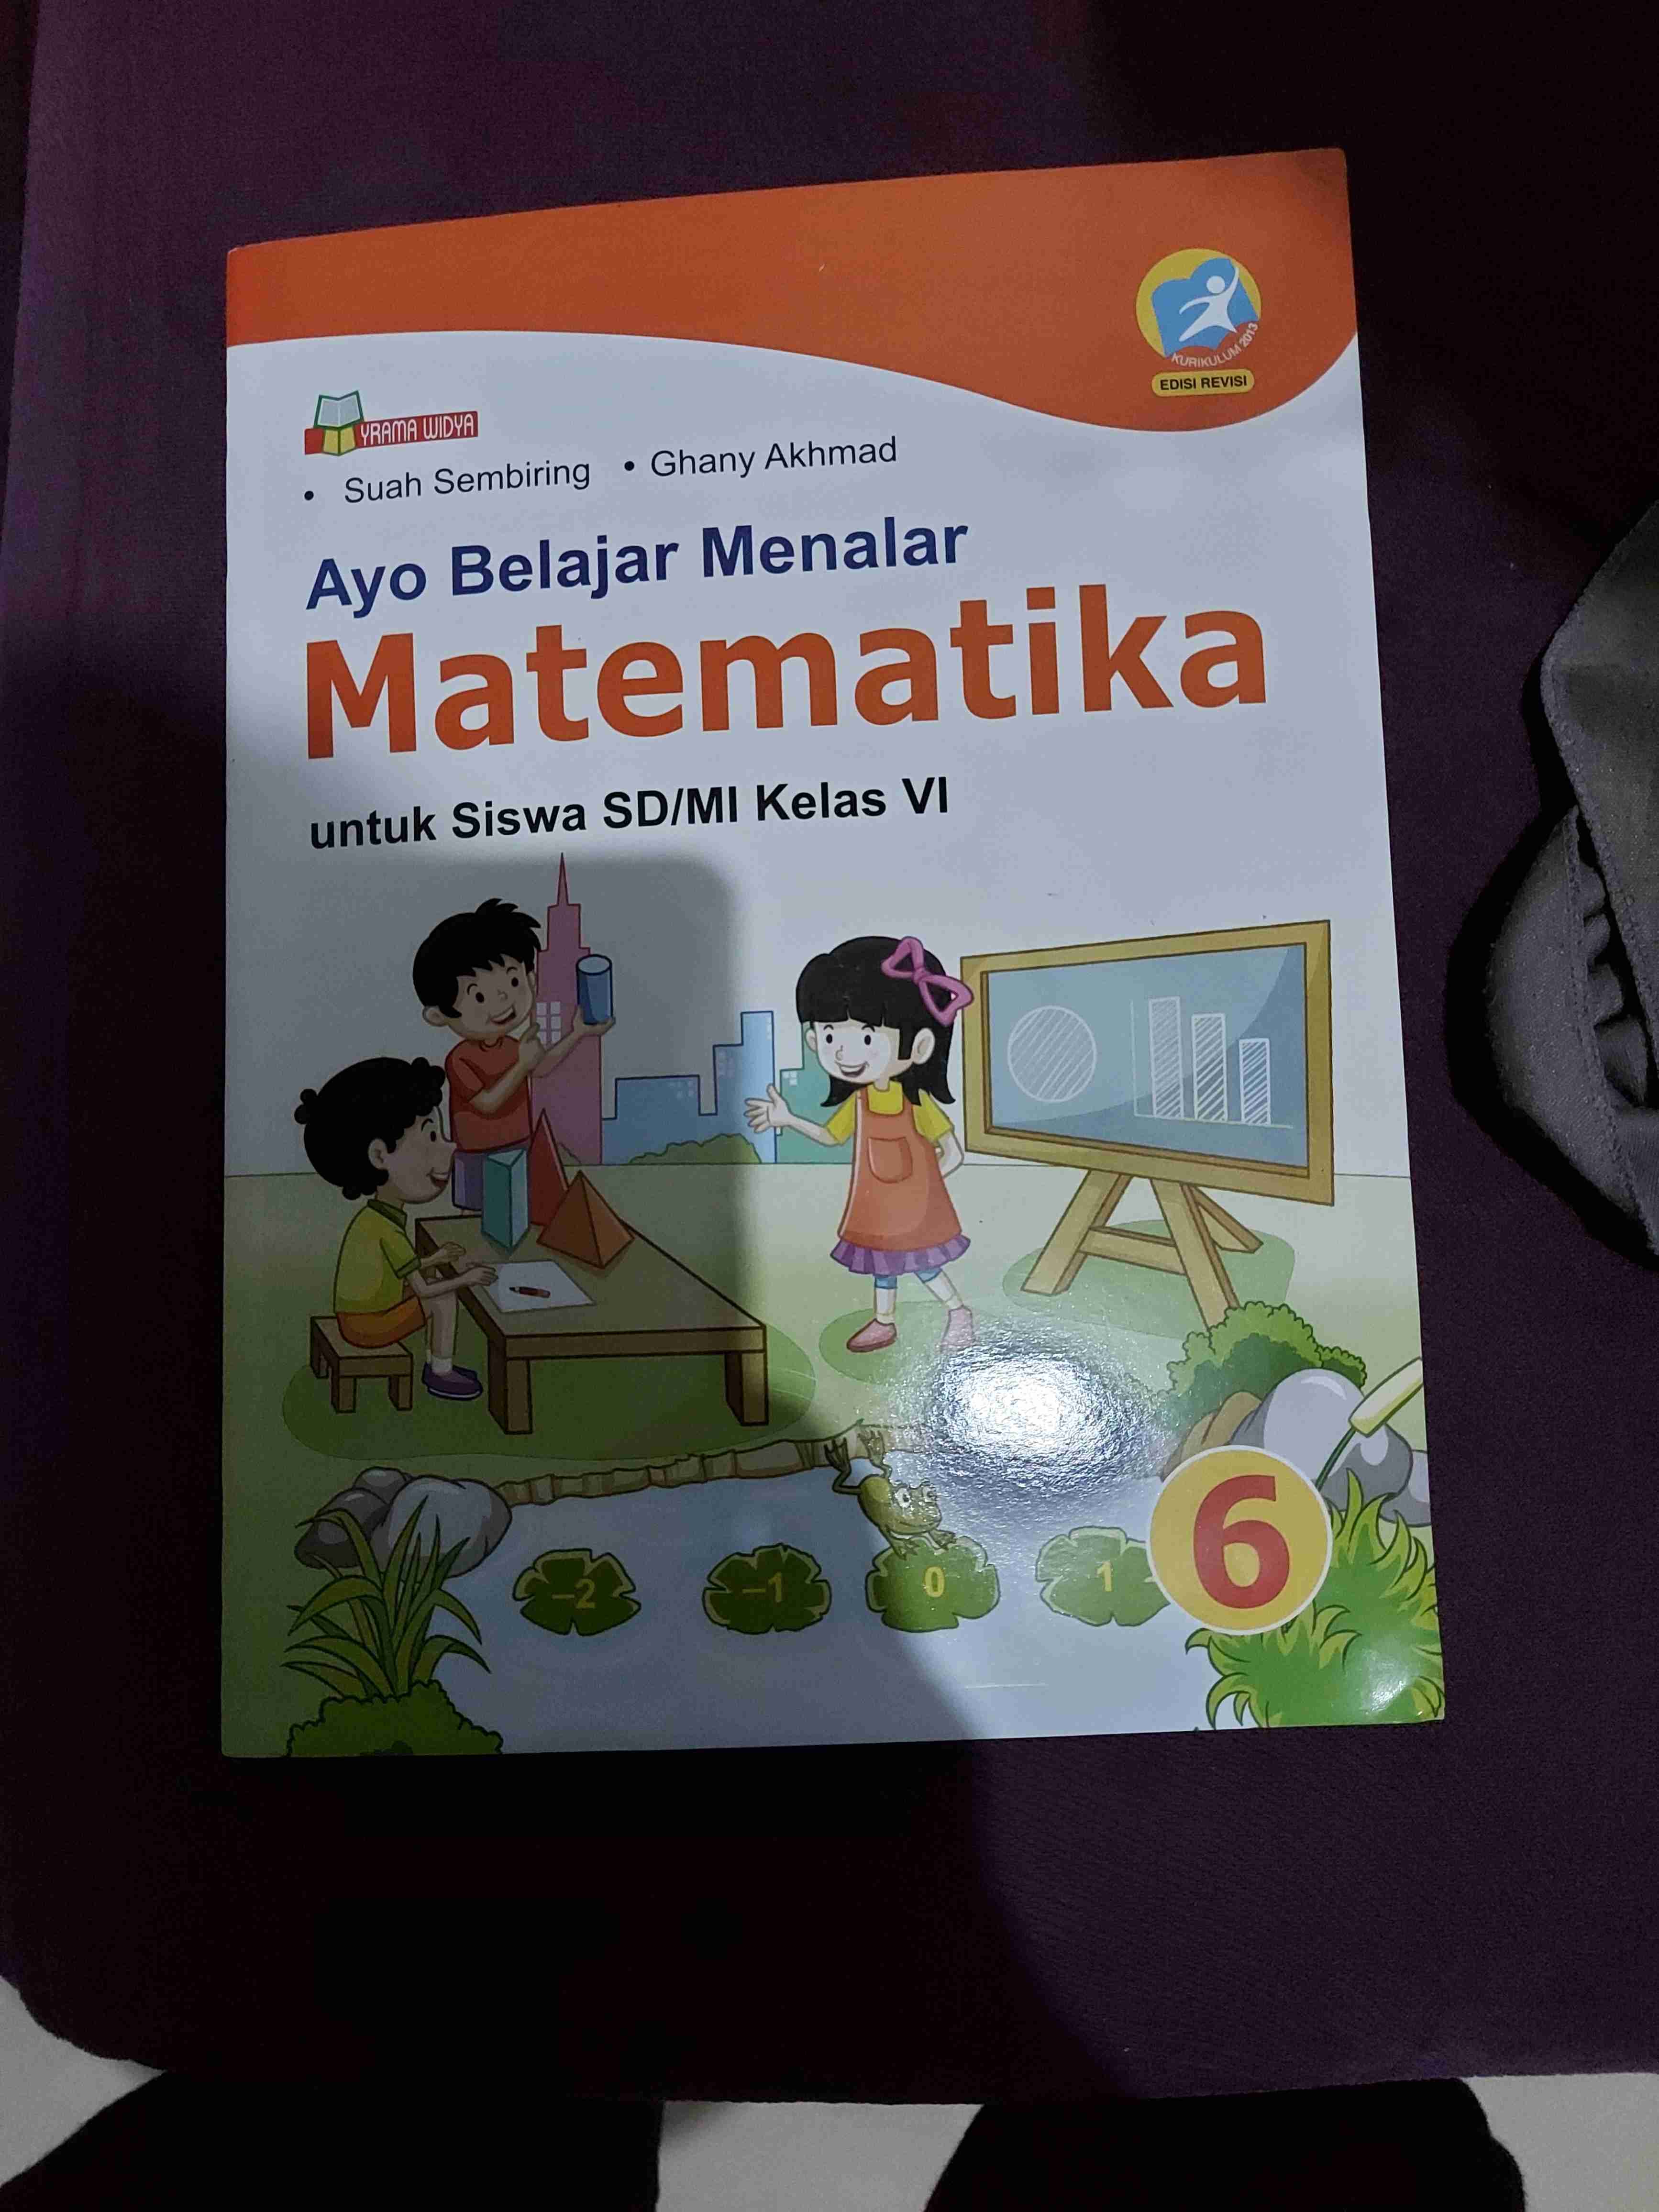 KURIKULUM 2013
EDISI REVISI
YRAMA WIDYA
• Suah Sembiring • Ghany Akhmad
Ayo Belajar Menalar
Matematika
untuk Siswa SD/MI Kelas VI
–2 –1 0 1
6